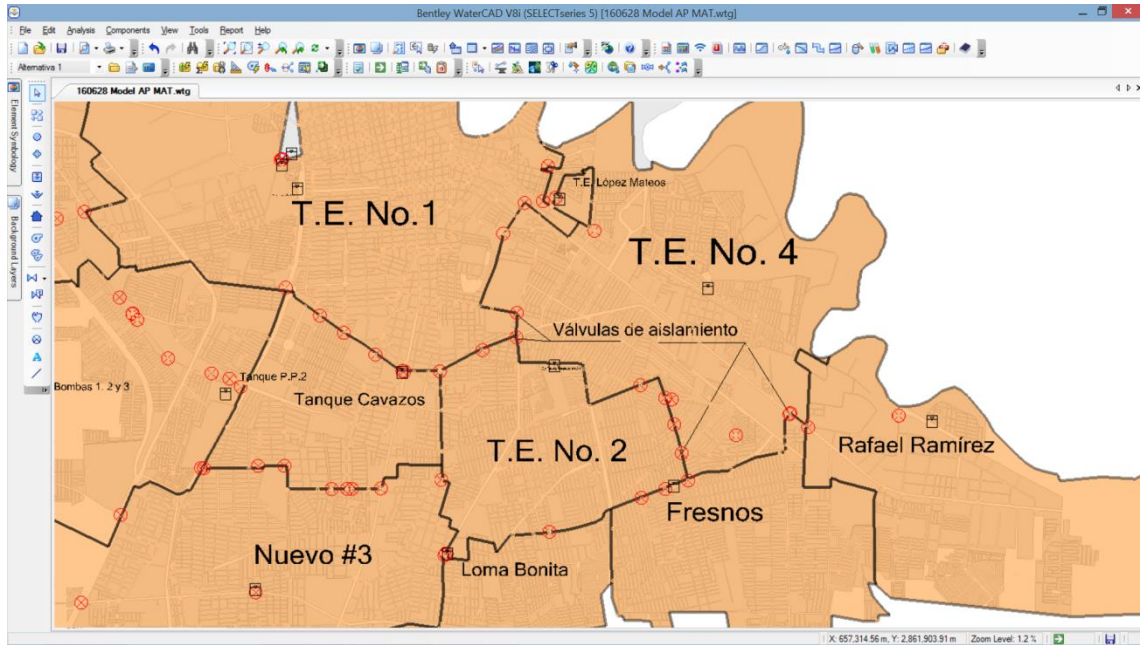 Bentley WaterCAD V8i (SELECTseries 5) [160628 Model AP MAT.wtg]
File Edit Analysis Components View Tools Report Help
Alternativa 1
160628 Model AP MAT.wtg
Element Symbology
Background Layers
T.E. López Mateos
T.E. No.1
T.E. No. 4
Válvulas de aislamiento
Tanque P.P.2
Bombas 1, 2 y 3
Tanque Cavazos
Rafael Ramírez
T.E. No. 2
Fresnos
Nuevo #3
Loma Bonita
X: 657,314.56 m, Y: 2,861,903.91 m Zoom Level: 1.2 %